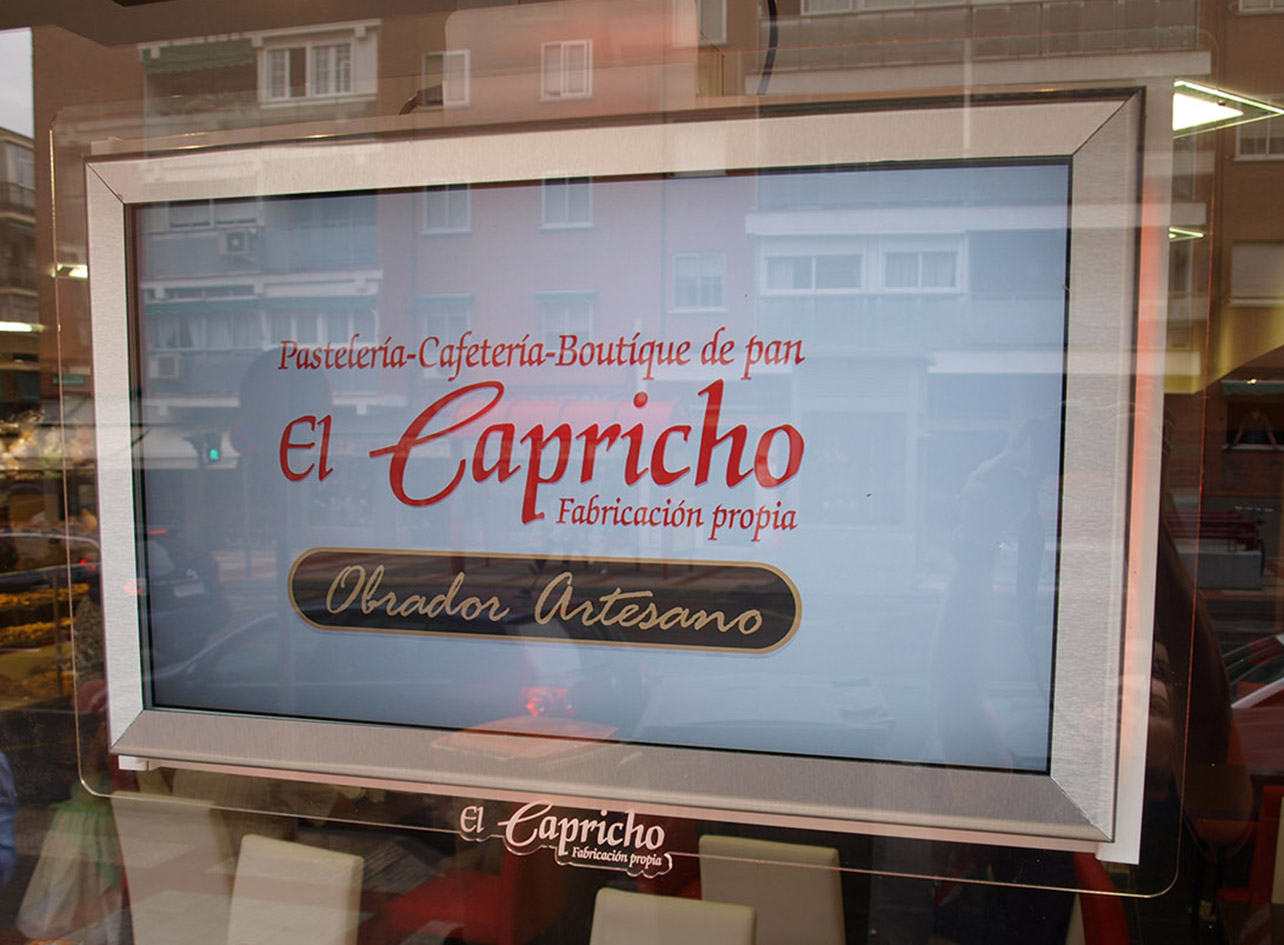 Pastelería-Cafetería-Boutique de pan
El Capricho
Fabricación propia
Obrador Artesano
El Capricho
Fabricación propia